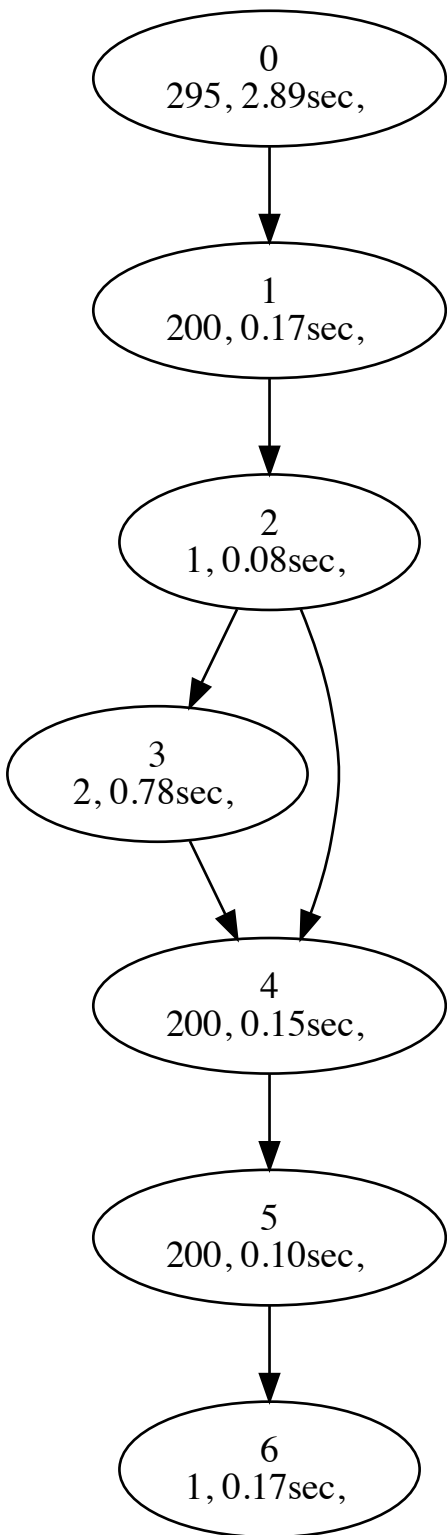 0
295, 2.89sec,
1
200, 0.17sec,
2
1, 0.08sec,
3
2, 0.78sec,
4
200, 0.15sec,
5
200, 0.10sec,
6
1, 0.17sec,